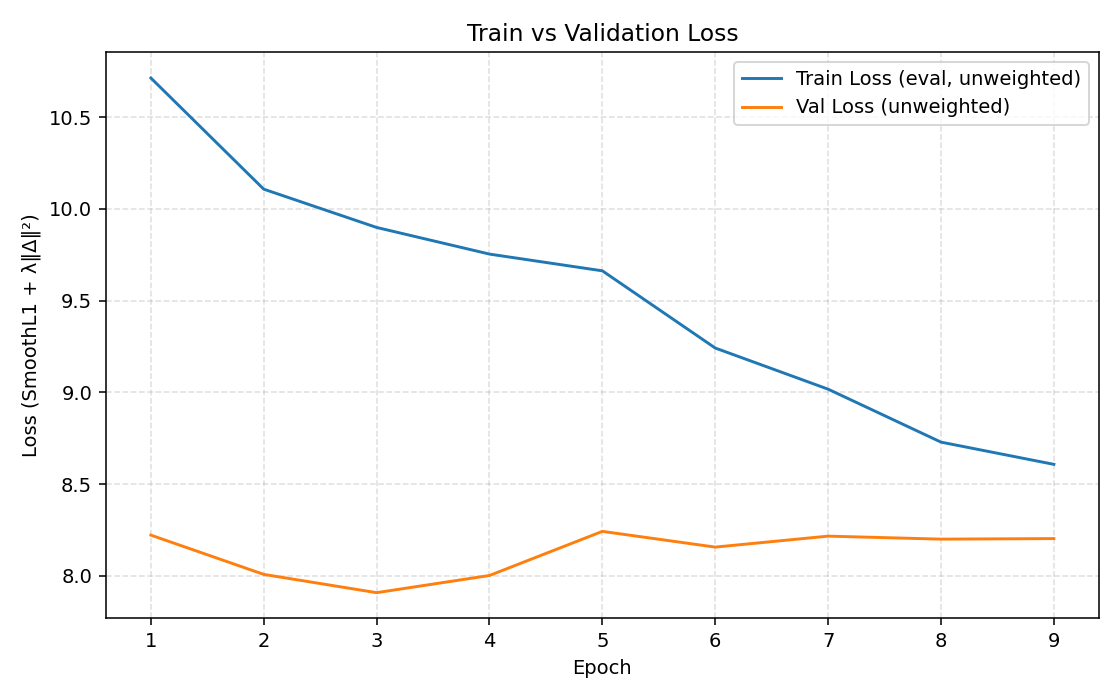 Train vs Validation Loss
Train Loss (eval, unweighted)
Val Loss (unweighted)
Loss (SmoothL1 + λ‖Δ‖²)
10.5
10.0
9.5
9.0
8.5
8.0
1 2 3 4 5 6 7 8 9
Epoch